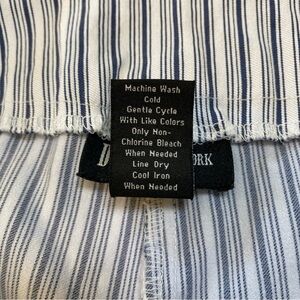 Machine Wash
Cold
Gentle Cycle
With Like Colors
Only Non-
Chlorine Bleach
When Needed
Line Dry
Cool Iron
When Needed